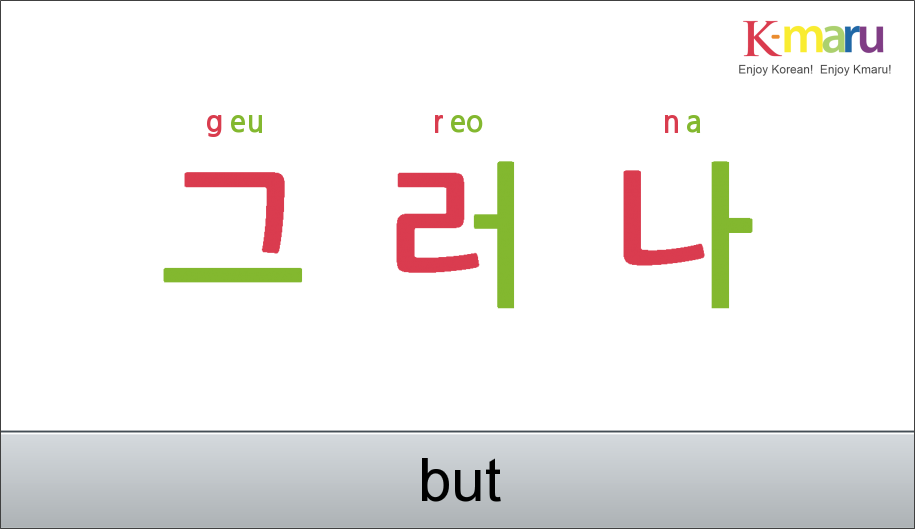 K-maru
Enjoy Korean! Enjoy Kmaru!
geu reo na
그러나
but